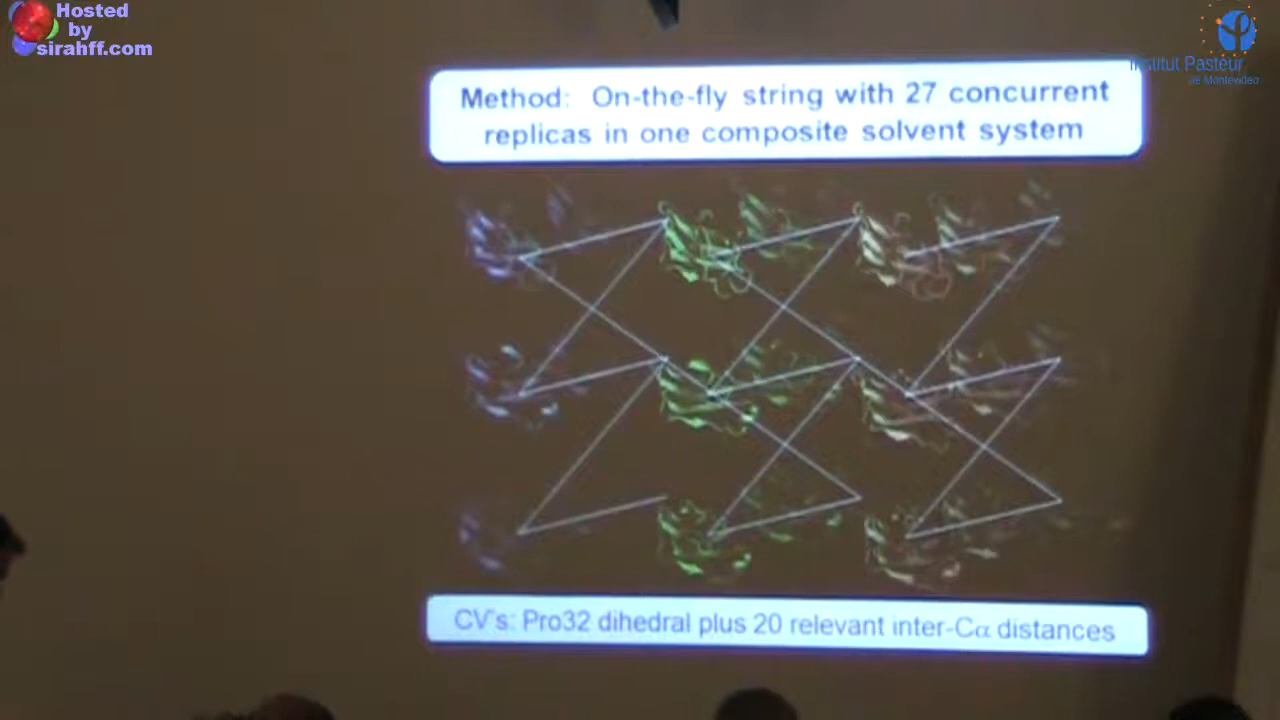 Hosted
by
sirahff.com
Institut Pasteur
de Montevideo
Method: On-the-fly string with 27 concurrent
replicas in one composite solvent system
CV's: Pro32 dihedral plus 20 relevant inter-Cα distances